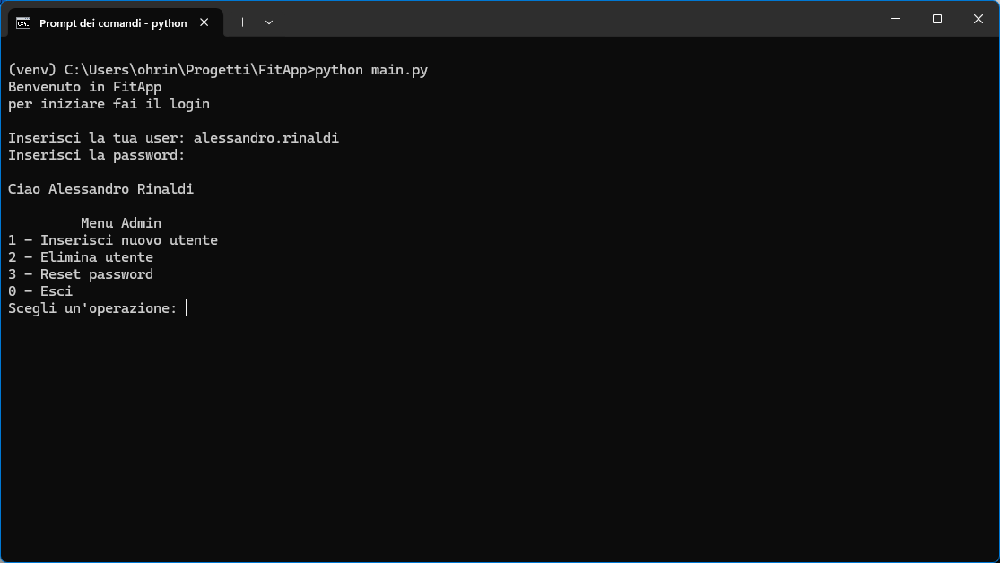 Prompt dei comandi - python
(venv) C:\Users\ohrin\Progetti\FitApp>python main.py
Benvenuto in FitApp
per iniziare fai il login
Inserisci la tua user: alessandro.rinaldi
Inserisci la password:
Ciao Alessandro Rinaldi
Menu Admin
1 - Inserisci nuovo utente
2 - Elimina utente
3 - Reset password
0 - Esci
Scegli un'operazione: